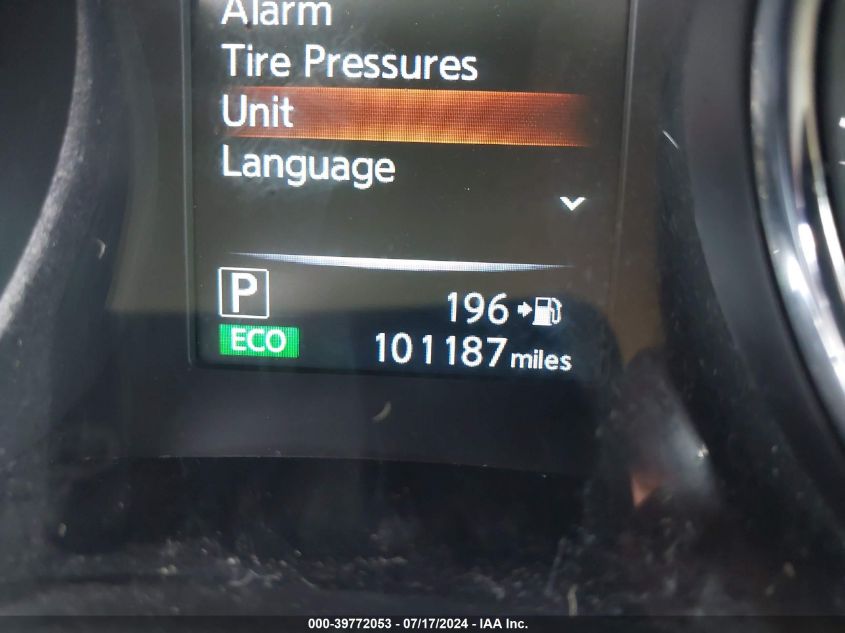 Alarm
Tire Pressures
Unit
Language
P
196
ECO
101187 miles
000-39772053 - 07/17/2024 - IAA Inc.